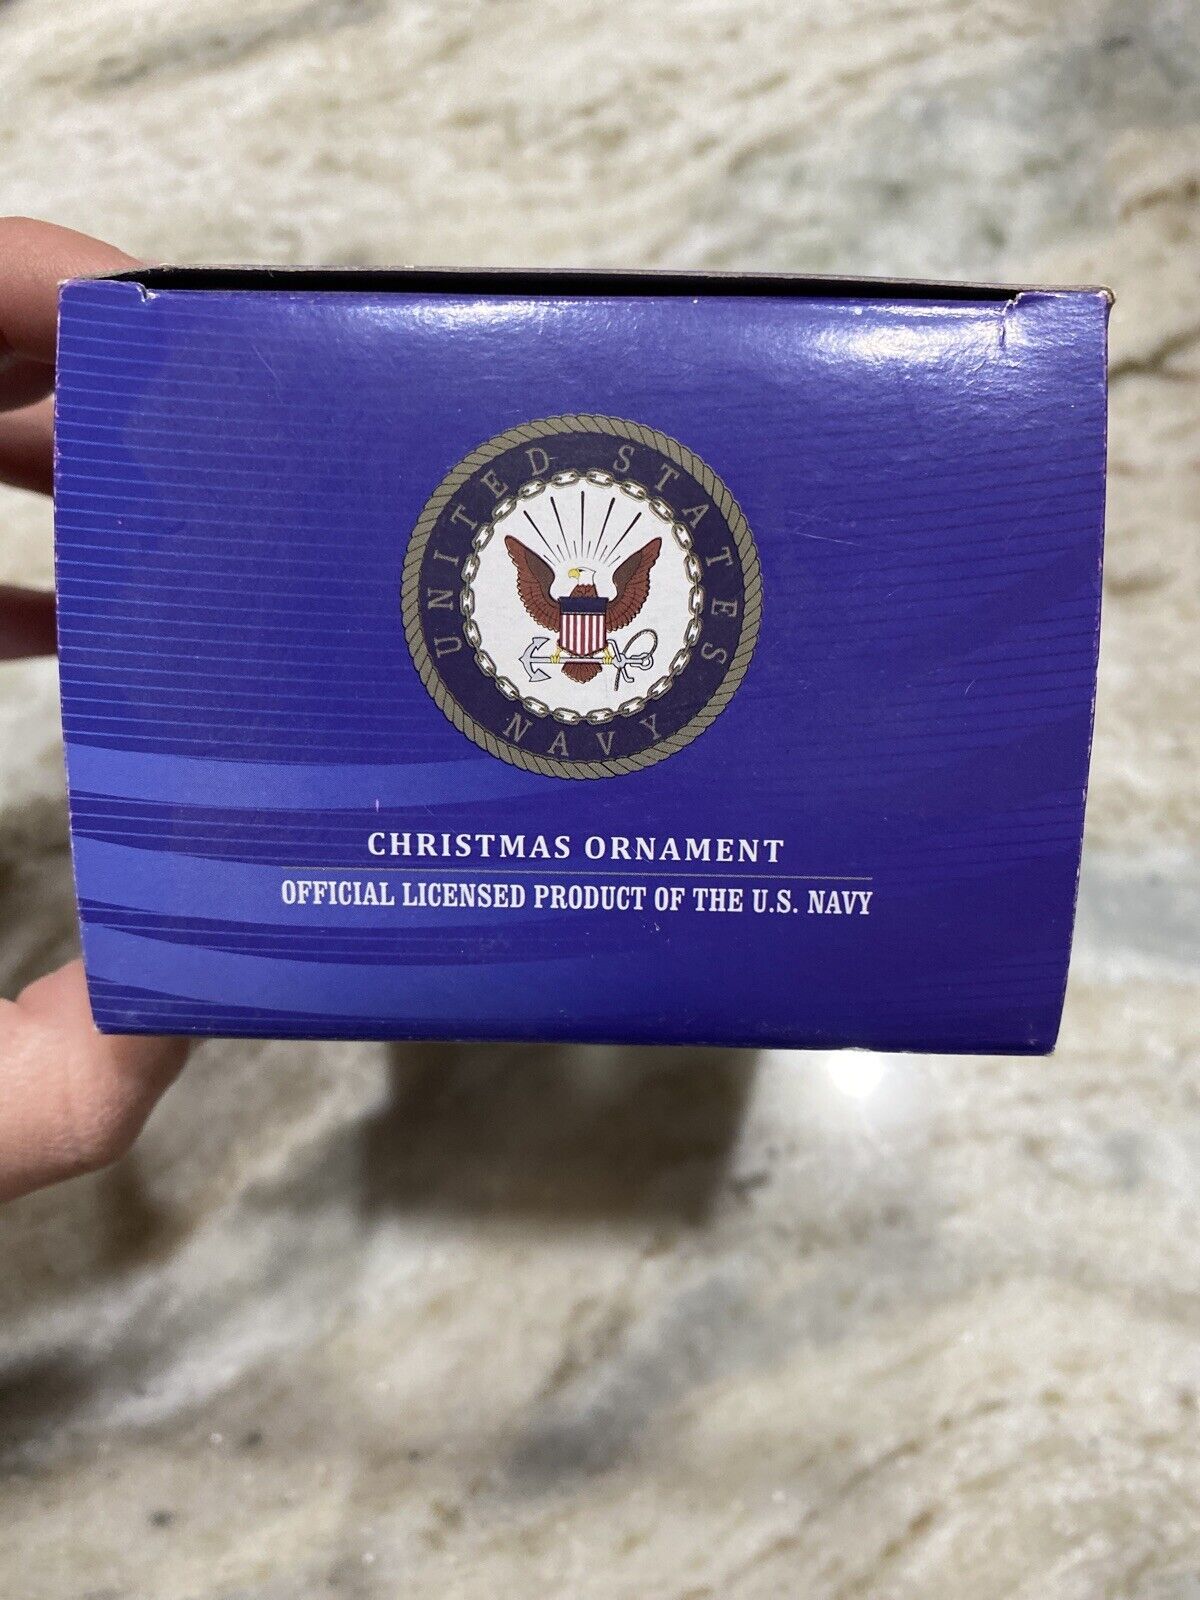 UNITED STATES
NAVY
CHRISTMAS ORNAMENT
OFFICIAL LICENSED PRODUCT OF THE U.S. NAVY